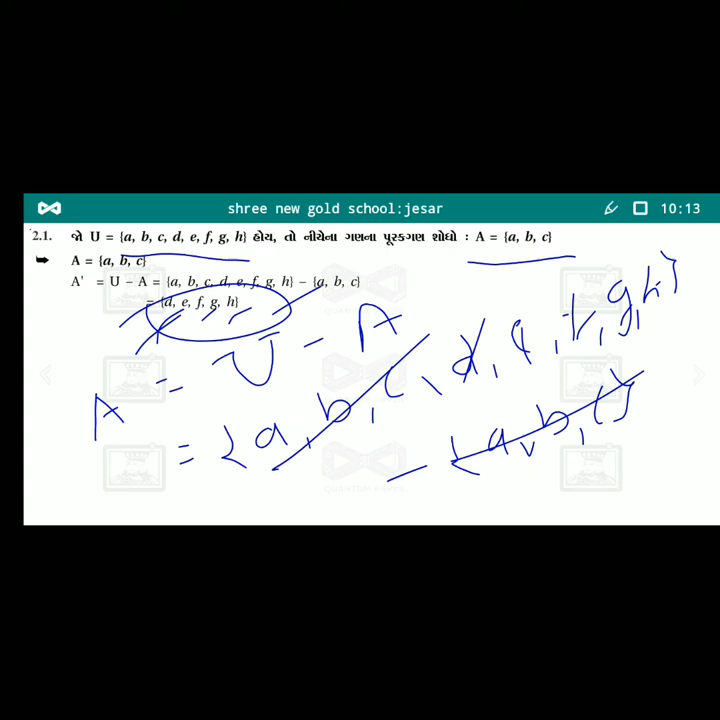 shree new gold school:jesar 10:13
2.1. જો U = {a, b, c, d, e, f, g, h} હોય, તો નીચેના ગણના પૂરકગણ શોધો : A = {a, b, c}
➡ A = {a, b, c}
A' = U – A = {a, b, c, d, e, f, g, h} – {a, b, c}
= {d, e, f, g, h}
A = U - A
= {a, b, c, d, e, f, g, h} - {a, b, c}